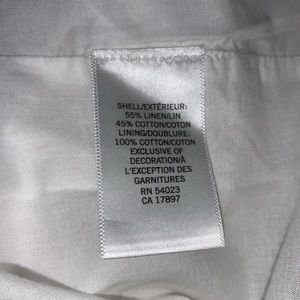 SHELL/EXTÉRIEUR:
55% LINEN/LIN
45% COTTON/COTON
LINING/DOUBLURE:
100% COTTON/COTON
EXCLUSIVE OF
DECORATION/À
L'EXCEPTION DES
GARNITURES
RN 54023
CA 17897